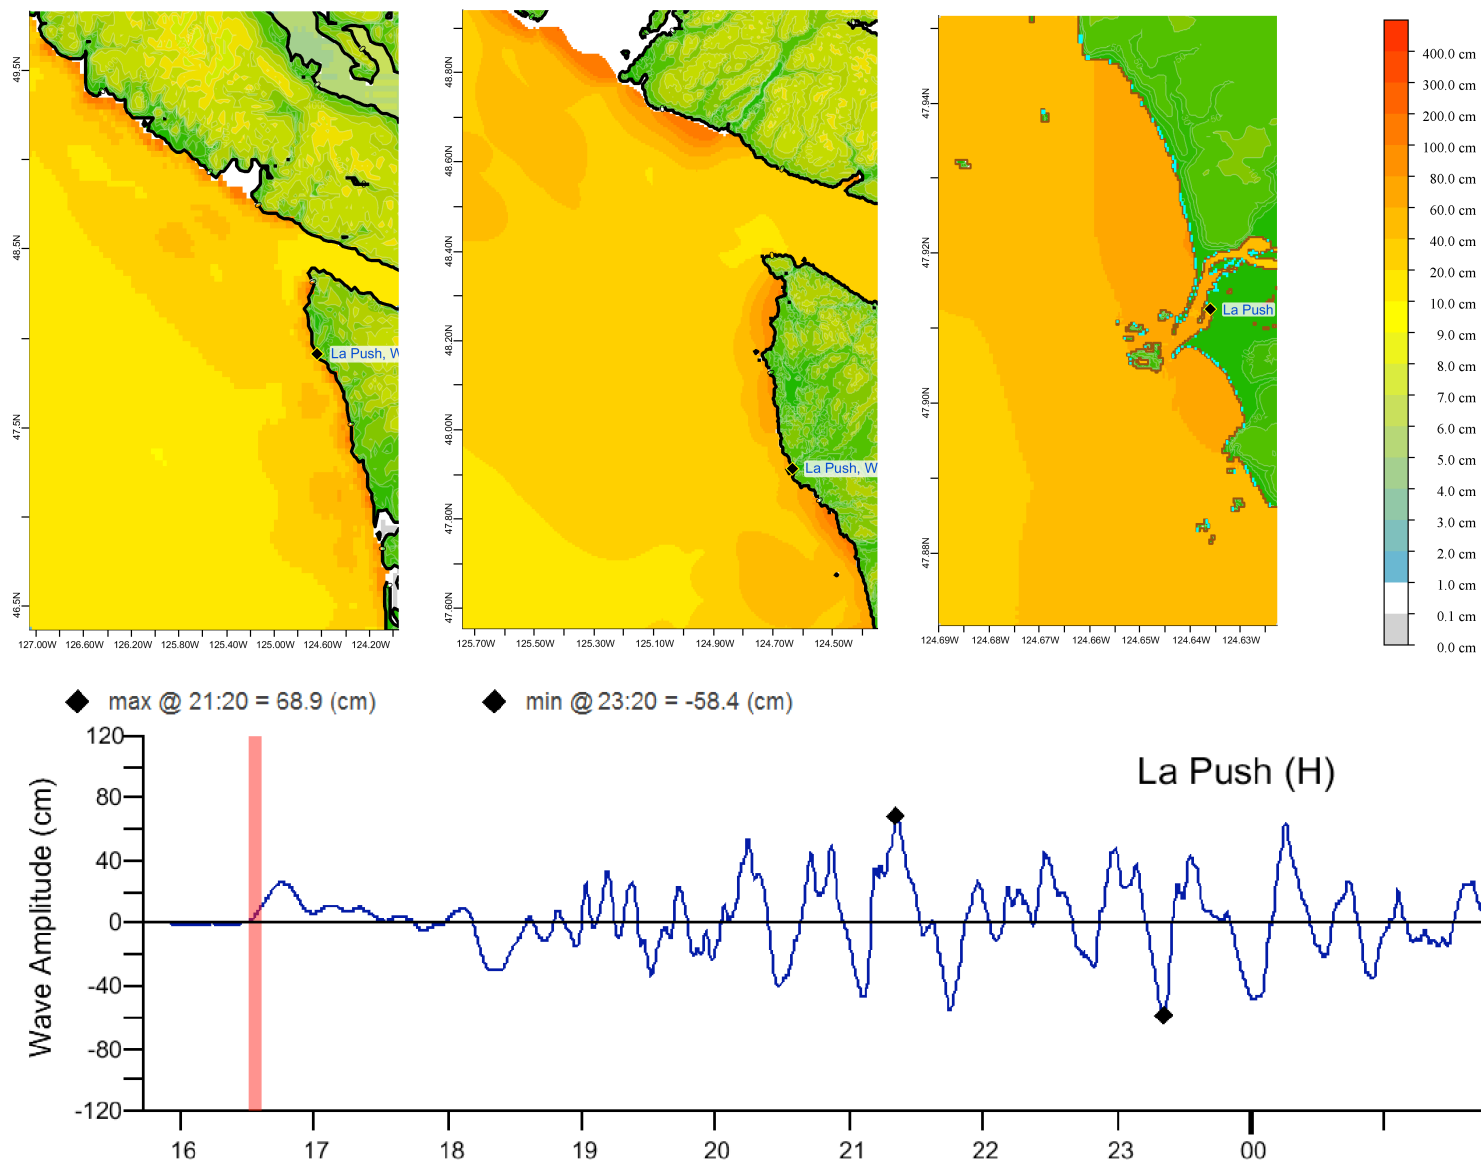 49.5N
48.5N
47.5N
46.5N
127.00W 126.60W 126.20W 125.80W 125.40W 125.00W 124.60W 124.20W
La Push, W
48.80N
48.60N
48.40N
48.20N
48.00N
47.80N
47.60N
125.70W 125.50W 125.30W 125.10W 124.90W 124.70W 124.50W
La Push, W
47.94N
47.92N
47.90N
47.88N
124.69W 124.68W 124.67W 124.66W 124.65W 124.64W 124.63W
La Push
400.0 cm
300.0 cm
200.0 cm
100.0 cm
80.0 cm
60.0 cm
40.0 cm
20.0 cm
10.0 cm
9.0 cm
8.0 cm
7.0 cm
6.0 cm
5.0 cm
4.0 cm
3.0 cm
2.0 cm
1.0 cm
0.1 cm
0.0 cm
max @ 21:20 = 68.9 (cm)
min @ 23:20 = -58.4 (cm)
La Push (H)
Wave Amplitude (cm)
120
80
40
0
-40
-80
-120
16 17 18 19 20 21 22 23 00